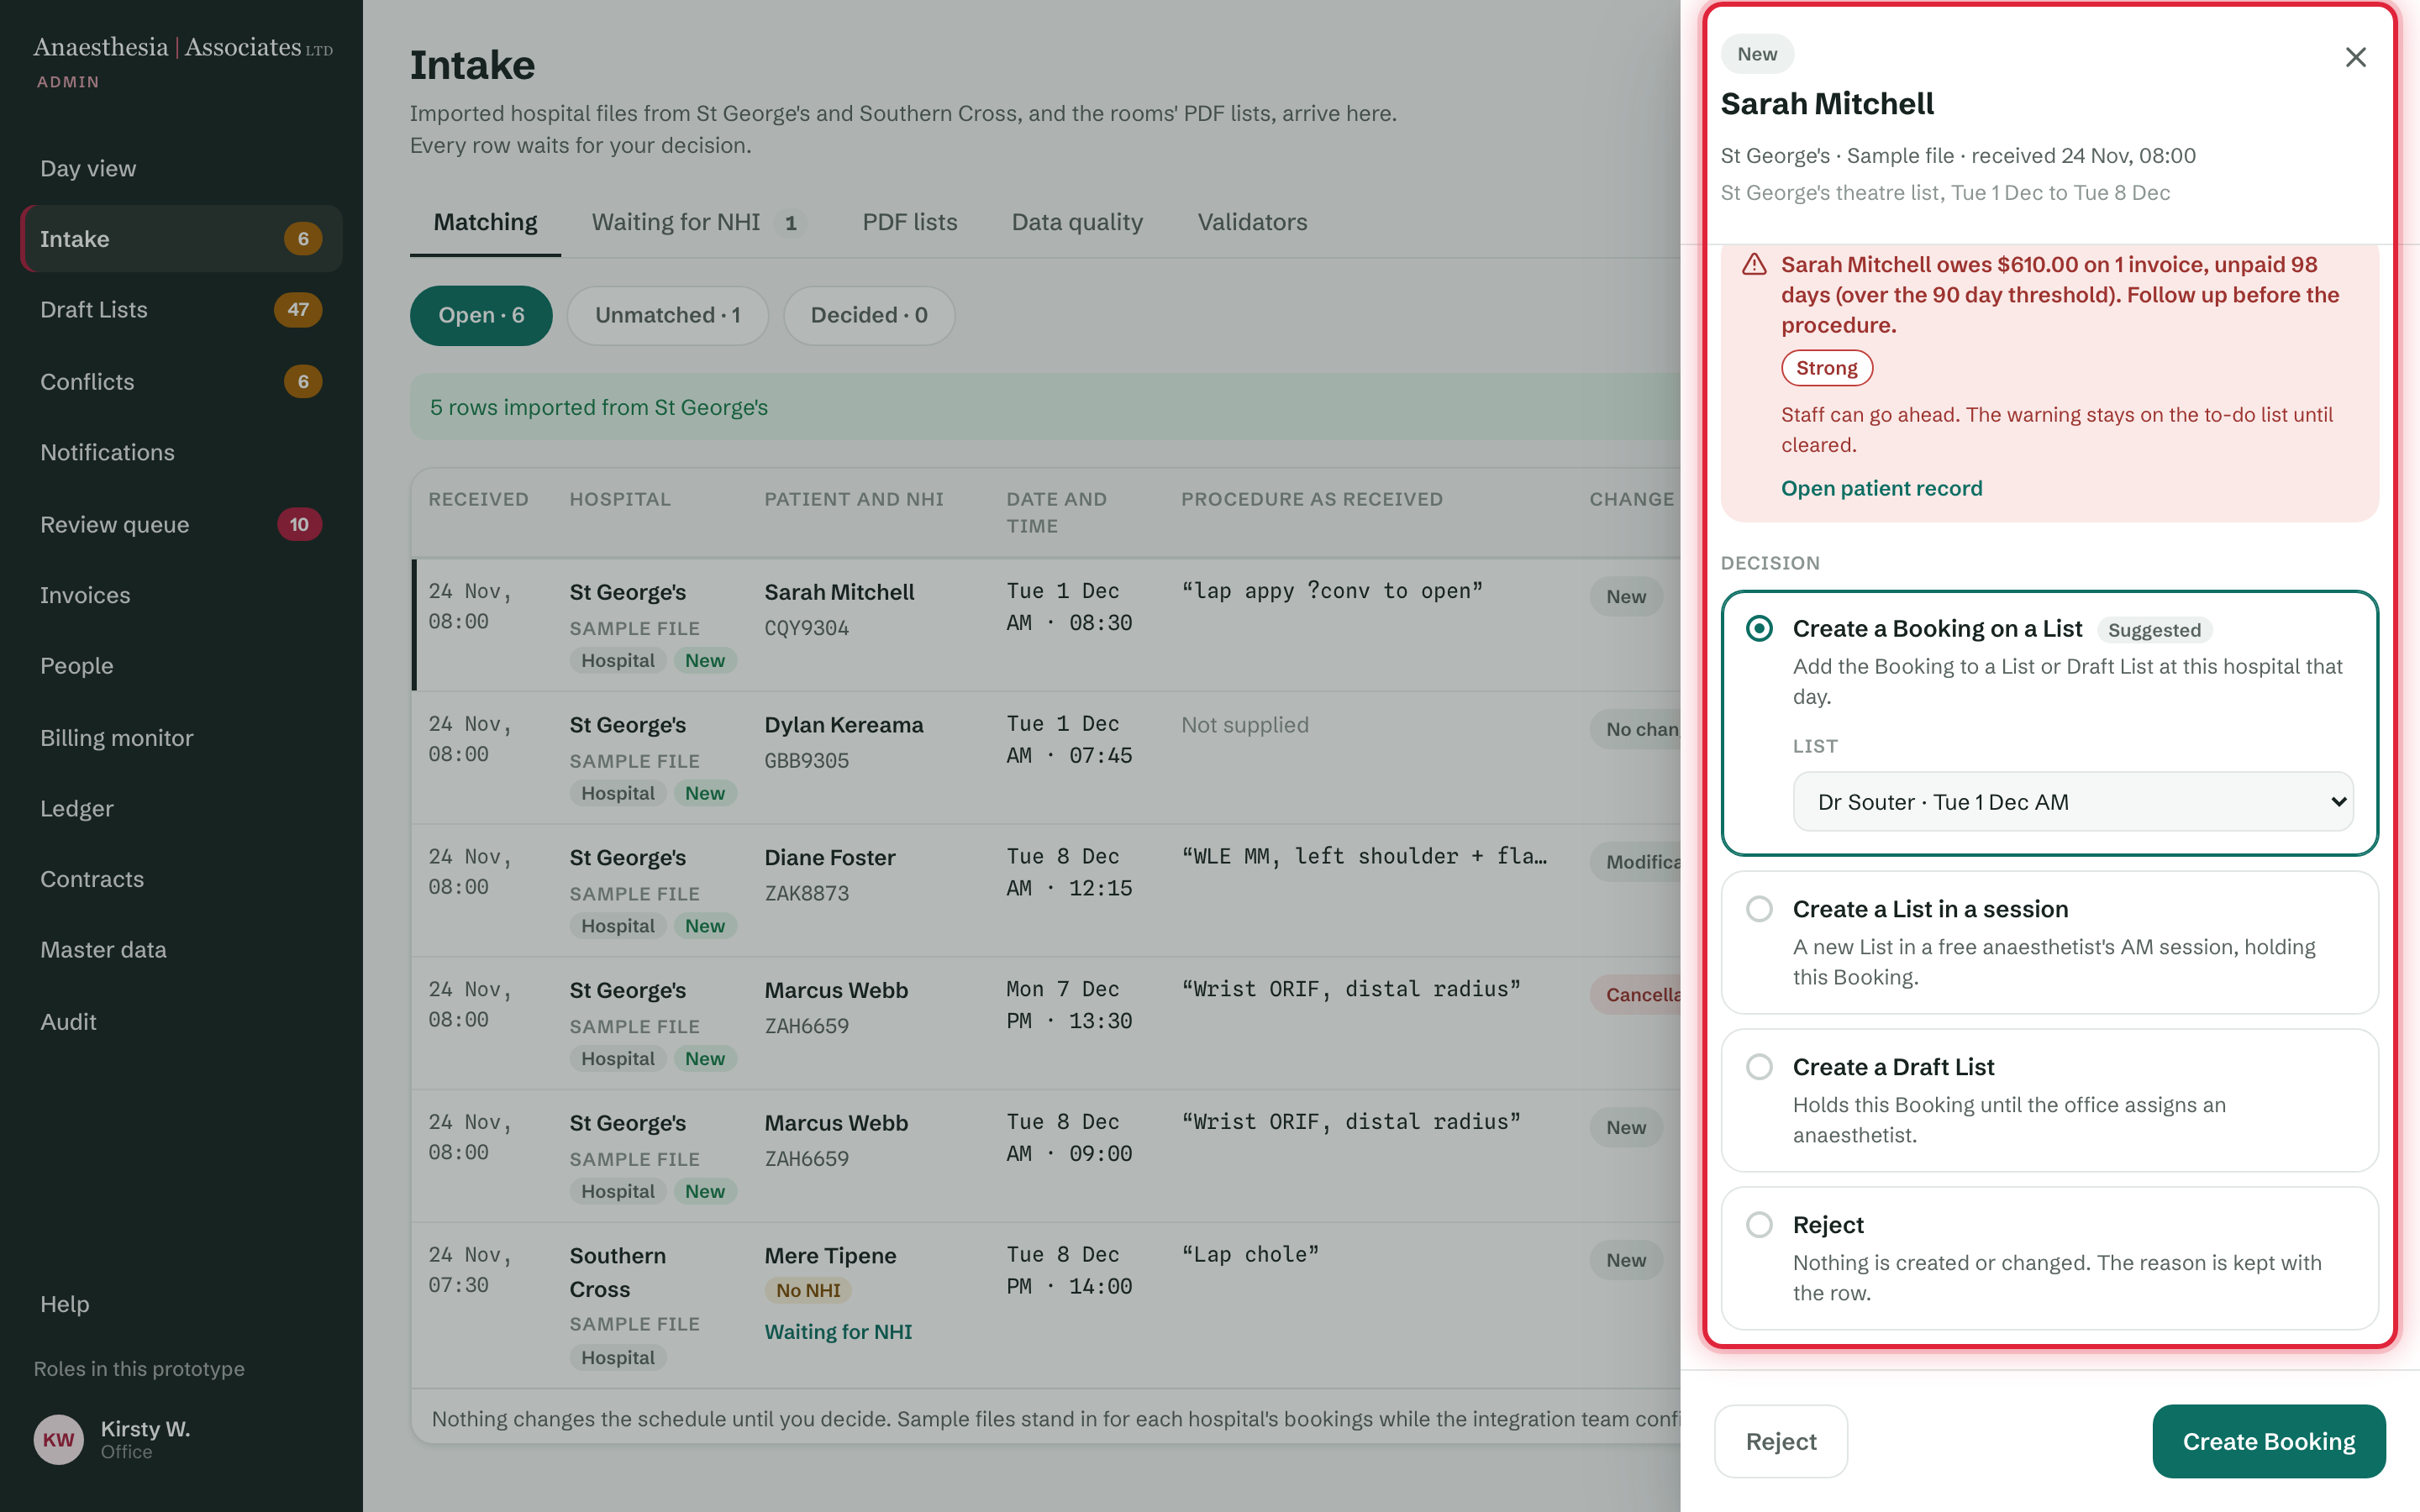 Anaesthesia | Associates LTD
ADMIN
Day view
Intake 6
Draft Lists 47
Conflicts 6
Notifications
Review queue 10
Invoices
People
Billing monitor
Ledger
Contracts
Master data
Audit
Help
Roles in this prototype
KW Kirsty W.
Office
Intake
Imported hospital files from St George's and Southern Cross, and the rooms' PDF lists, arrive here.
Every row waits for your decision.
Matching Waiting for NHI 1 PDF lists Data quality Validators
Open · 6 Unmatched · 1 Decided · 0
5 rows imported from St George's
RECEIVED HOSPITAL PATIENT AND NHI DATE AND TIME PROCEDURE AS RECEIVED CHANGE
24 Nov, St George's Sarah Mitchell Tue 1 Dec “lap appy ?conv to open” New
08:00 SAMPLE FILE CQY9304 AM · 08:30
Hospital New
24 Nov, St George's Dylan Kereama Tue 1 Dec Not supplied No chan
08:00 SAMPLE FILE GBB9305 AM · 07:45
Hospital New
24 Nov, St George's Diane Foster Tue 8 Dec “WLE MM, left shoulder + fla… Modifica
08:00 SAMPLE FILE ZAK8873 AM · 12:15
Hospital New
24 Nov, St George's Marcus Webb Mon 7 Dec “Wrist ORIF, distal radius” Cancella
08:00 SAMPLE FILE ZAH6659 PM · 13:30
Hospital New
24 Nov, St George's Marcus Webb Tue 8 Dec “Wrist ORIF, distal radius” New
08:00 SAMPLE FILE ZAH6659 AM · 09:00
Hospital New
24 Nov, Southern Mere Tipene Tue 8 Dec “Lap chole” New
07:30 Cross No NHI PM · 14:00
SAMPLE FILE Waiting for NHI
Hospital
Nothing changes the schedule until you decide. Sample files stand in for each hospital's bookings while the integration team confi
New
Sarah Mitchell
St George's · Sample file · received 24 Nov, 08:00
St George's theatre list, Tue 1 Dec to Tue 8 Dec
Sarah Mitchell owes $610.00 on 1 invoice, unpaid 98
days (over the 90 day threshold). Follow up before the
procedure.
Strong
Staff can go ahead. The warning stays on the to-do list until
cleared.
Open patient record
DECISION
Create a Booking on a List Suggested
Add the Booking to a List or Draft List at this hospital that
day.
LIST
Dr Souter · Tue 1 Dec AM
Create a List in a session
A new List in a free anaesthetist's AM session, holding
this Booking.
Create a Draft List
Holds this Booking until the office assigns an
anaesthetist.
Reject
Nothing is created or changed. The reason is kept with
the row.
Reject Create Booking